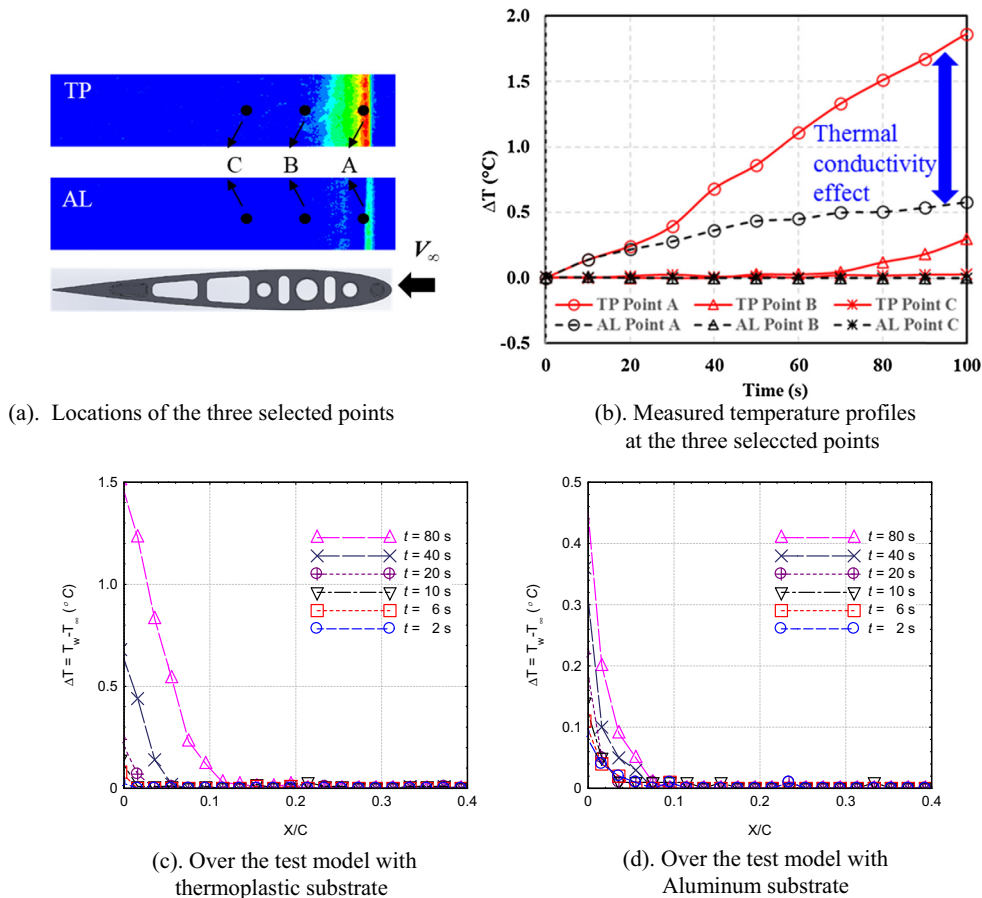 TP
C B A
AL
V∞
(a). Locations of the three selected points
2.0
1.5
1.0
0.5
0.0
-0.5
ΔT (°C)
Thermal
conductivity
effect
TP Point A TP Point B TP Point C
AL Point A AL Point B AL Point C
0 20 40 60 80 100
Time (s)
(b). Measured temperature profiles
at the three seleccted points
1.5
1.0
0.5
0
ΔT = Tw-T∞ (°C)
t = 80 s
t = 40 s
t = 20 s
t = 10 s
t = 6 s
t = 2 s
0 0.1 0.2 0.3 0.4
X/C
(c). Over the test model with
thermoplastic substrate
0.5
0.4
0.3
0.2
0.1
0
ΔT = Tw-T∞ (°C)
t = 80 s
t = 40 s
t = 20 s
t = 10 s
t = 6 s
t = 2 s
0 0.1 0.2 0.3 0.4
X/C
(d). Over the test model with
Aluminum substrate